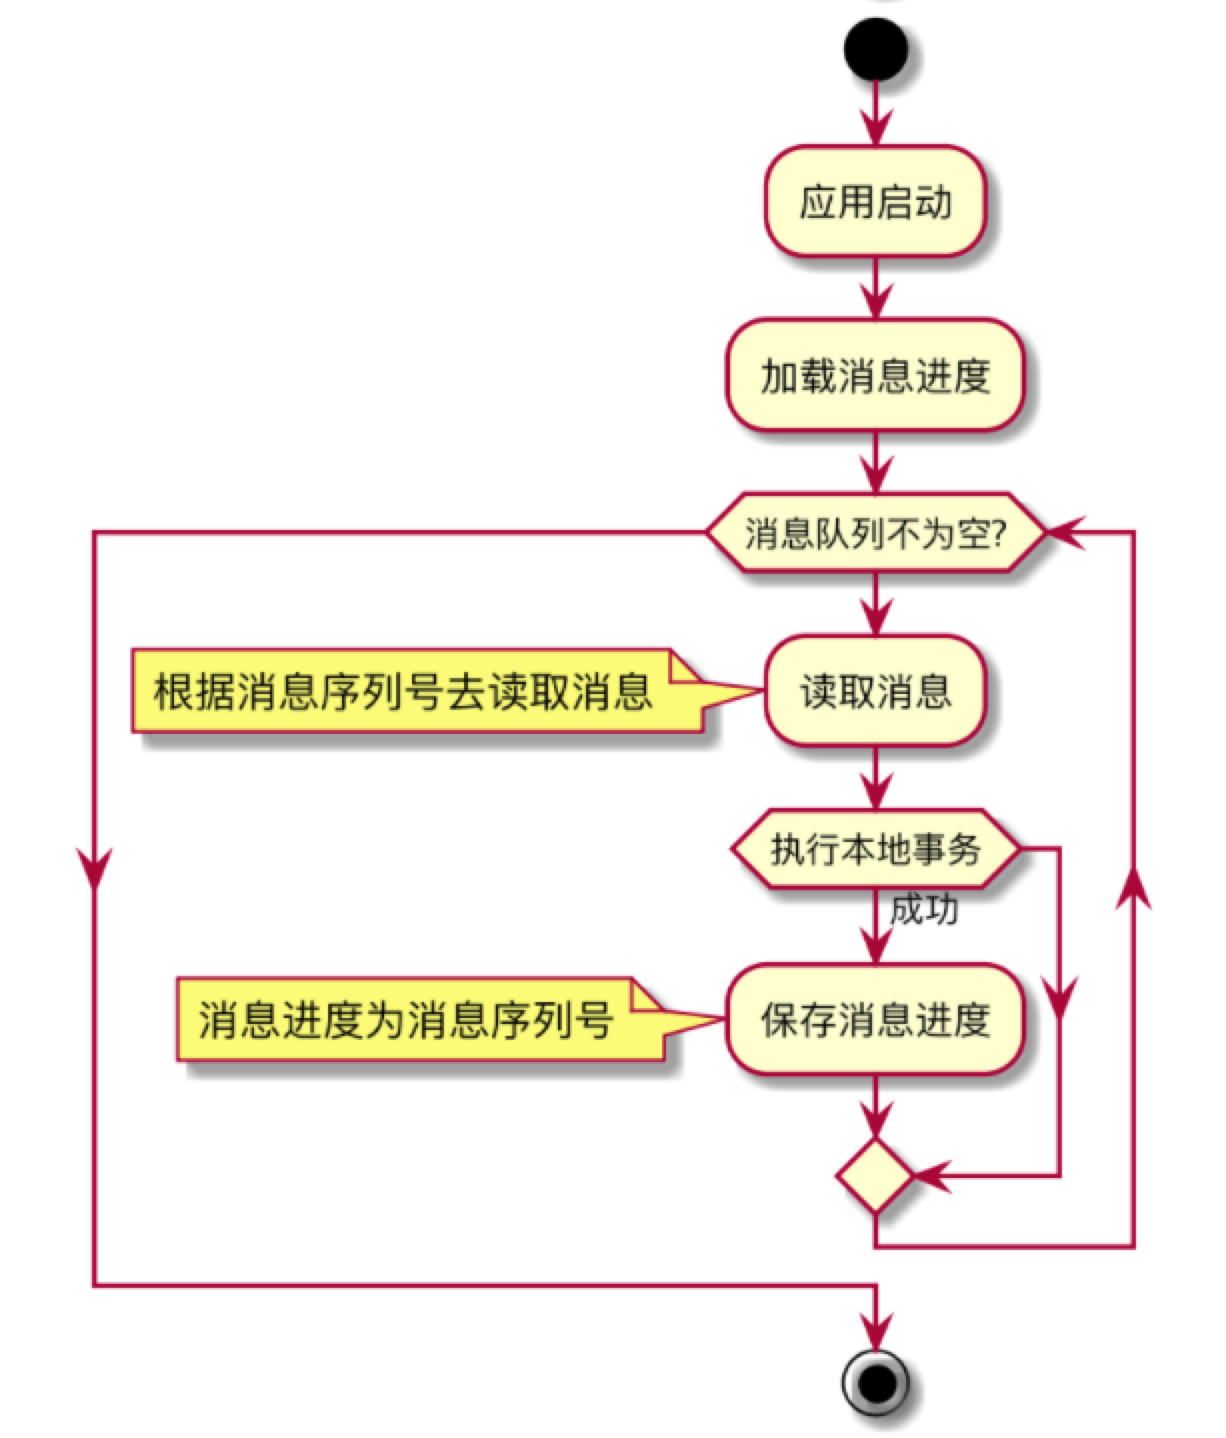 应用启动
加载消息进度
消息队列不为空?
根据消息序列号去读取消息
读取消息
执行本地事务
成功
消息进度为消息序列号
保存消息进度